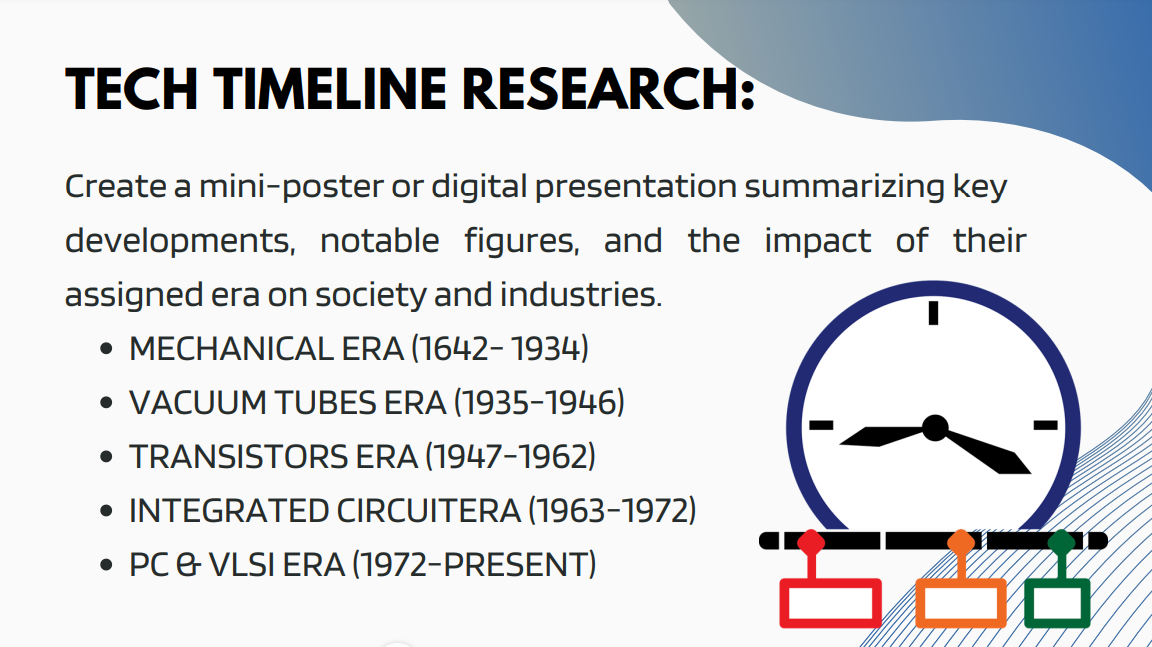 TECH TIMELINE RESEARCH:
Create a mini-poster or digital presentation summarizing key
developments, notable figures, and the impact of their
assigned era on society and industries.
• MECHANICAL ERA (1642- 1934)
• VACUUM TUBES ERA (1935-1946)
• TRANSISTORS ERA (1947-1962)
• INTEGRATED CIRCUITERA (1963-1972)
• PC & VLSI ERA (1972-PRESENT)